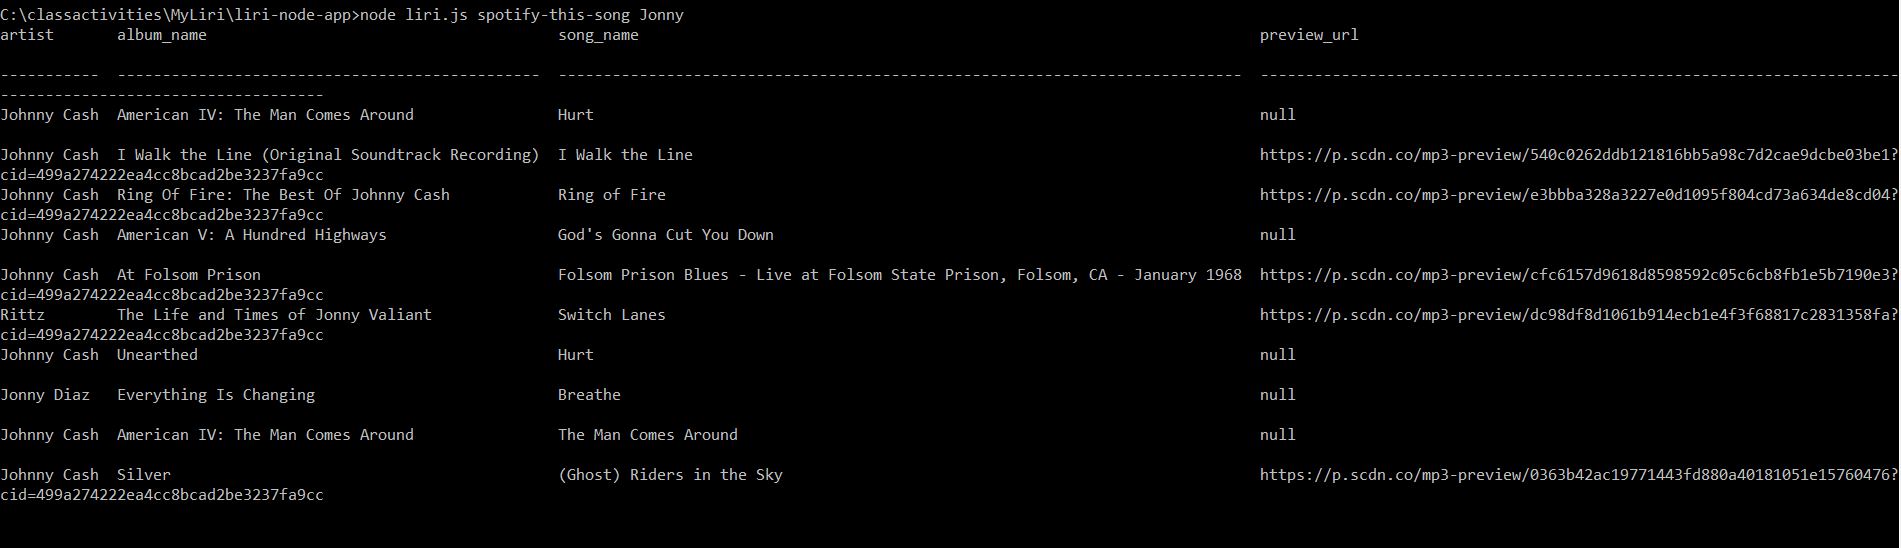 C:\classactivities\MyLiri\liri-node-app>node liri.js spotify-this-song Jonny
artist       album_name                                       song_name                                                                     preview_url
-----------  -----------------------------------------------  ----------------------------------------------------------------------------  -----------------------------------------------------------------------
------------------------------------
Johnny Cash  American IV: The Man Comes Around                Hurt                                                                          null
Johnny Cash  I Walk the Line (Original Soundtrack Recording)  I Walk the Line                                                               https://p.scdn.co/mp3-preview/540c0262ddb121816bb5a98c7d2cae9dcbe03be1?
cid=499a274222ea4cc8bcad2be3237fa9cc
Johnny Cash  Ring Of Fire: The Best Of Johnny Cash            Ring of Fire                                                                  https://p.scdn.co/mp3-preview/e3bbba328a3227e0d1095f804cd73a634de8cd04?
cid=499a274222ea4cc8bcad2be3237fa9cc
Johnny Cash  American V: A Hundred Highways                   God's Gonna Cut You Down                                                      null
Johnny Cash  At Folsom Prison                                 Folsom Prison Blues - Live at Folsom State Prison, Folsom, CA - January 1968  https://p.scdn.co/mp3-preview/cfc6157d9618d8598592c05c6cb8fb1e5b7190e3?
cid=499a274222ea4cc8bcad2be3237fa9cc
Rittz        The Life and Times of Jonny Valiant              Switch Lanes                                                                  https://p.scdn.co/mp3-preview/dc98df8d1061b914ecb1e4f3f68817c2831358fa?
cid=499a274222ea4cc8bcad2be3237fa9cc
Johnny Cash  Unearthed                                        Hurt                                                                          null
Jonny Diaz   Everything Is Changing                           Breathe                                                                       null
Johnny Cash  American IV: The Man Comes Around                The Man Comes Around                                                          null
Johnny Cash  Silver                                           (Ghost) Riders in the Sky                                                     https://p.scdn.co/mp3-preview/0363b42ac19771443fd880a40181051e15760476?
cid=499a274222ea4cc8bcad2be3237fa9cc